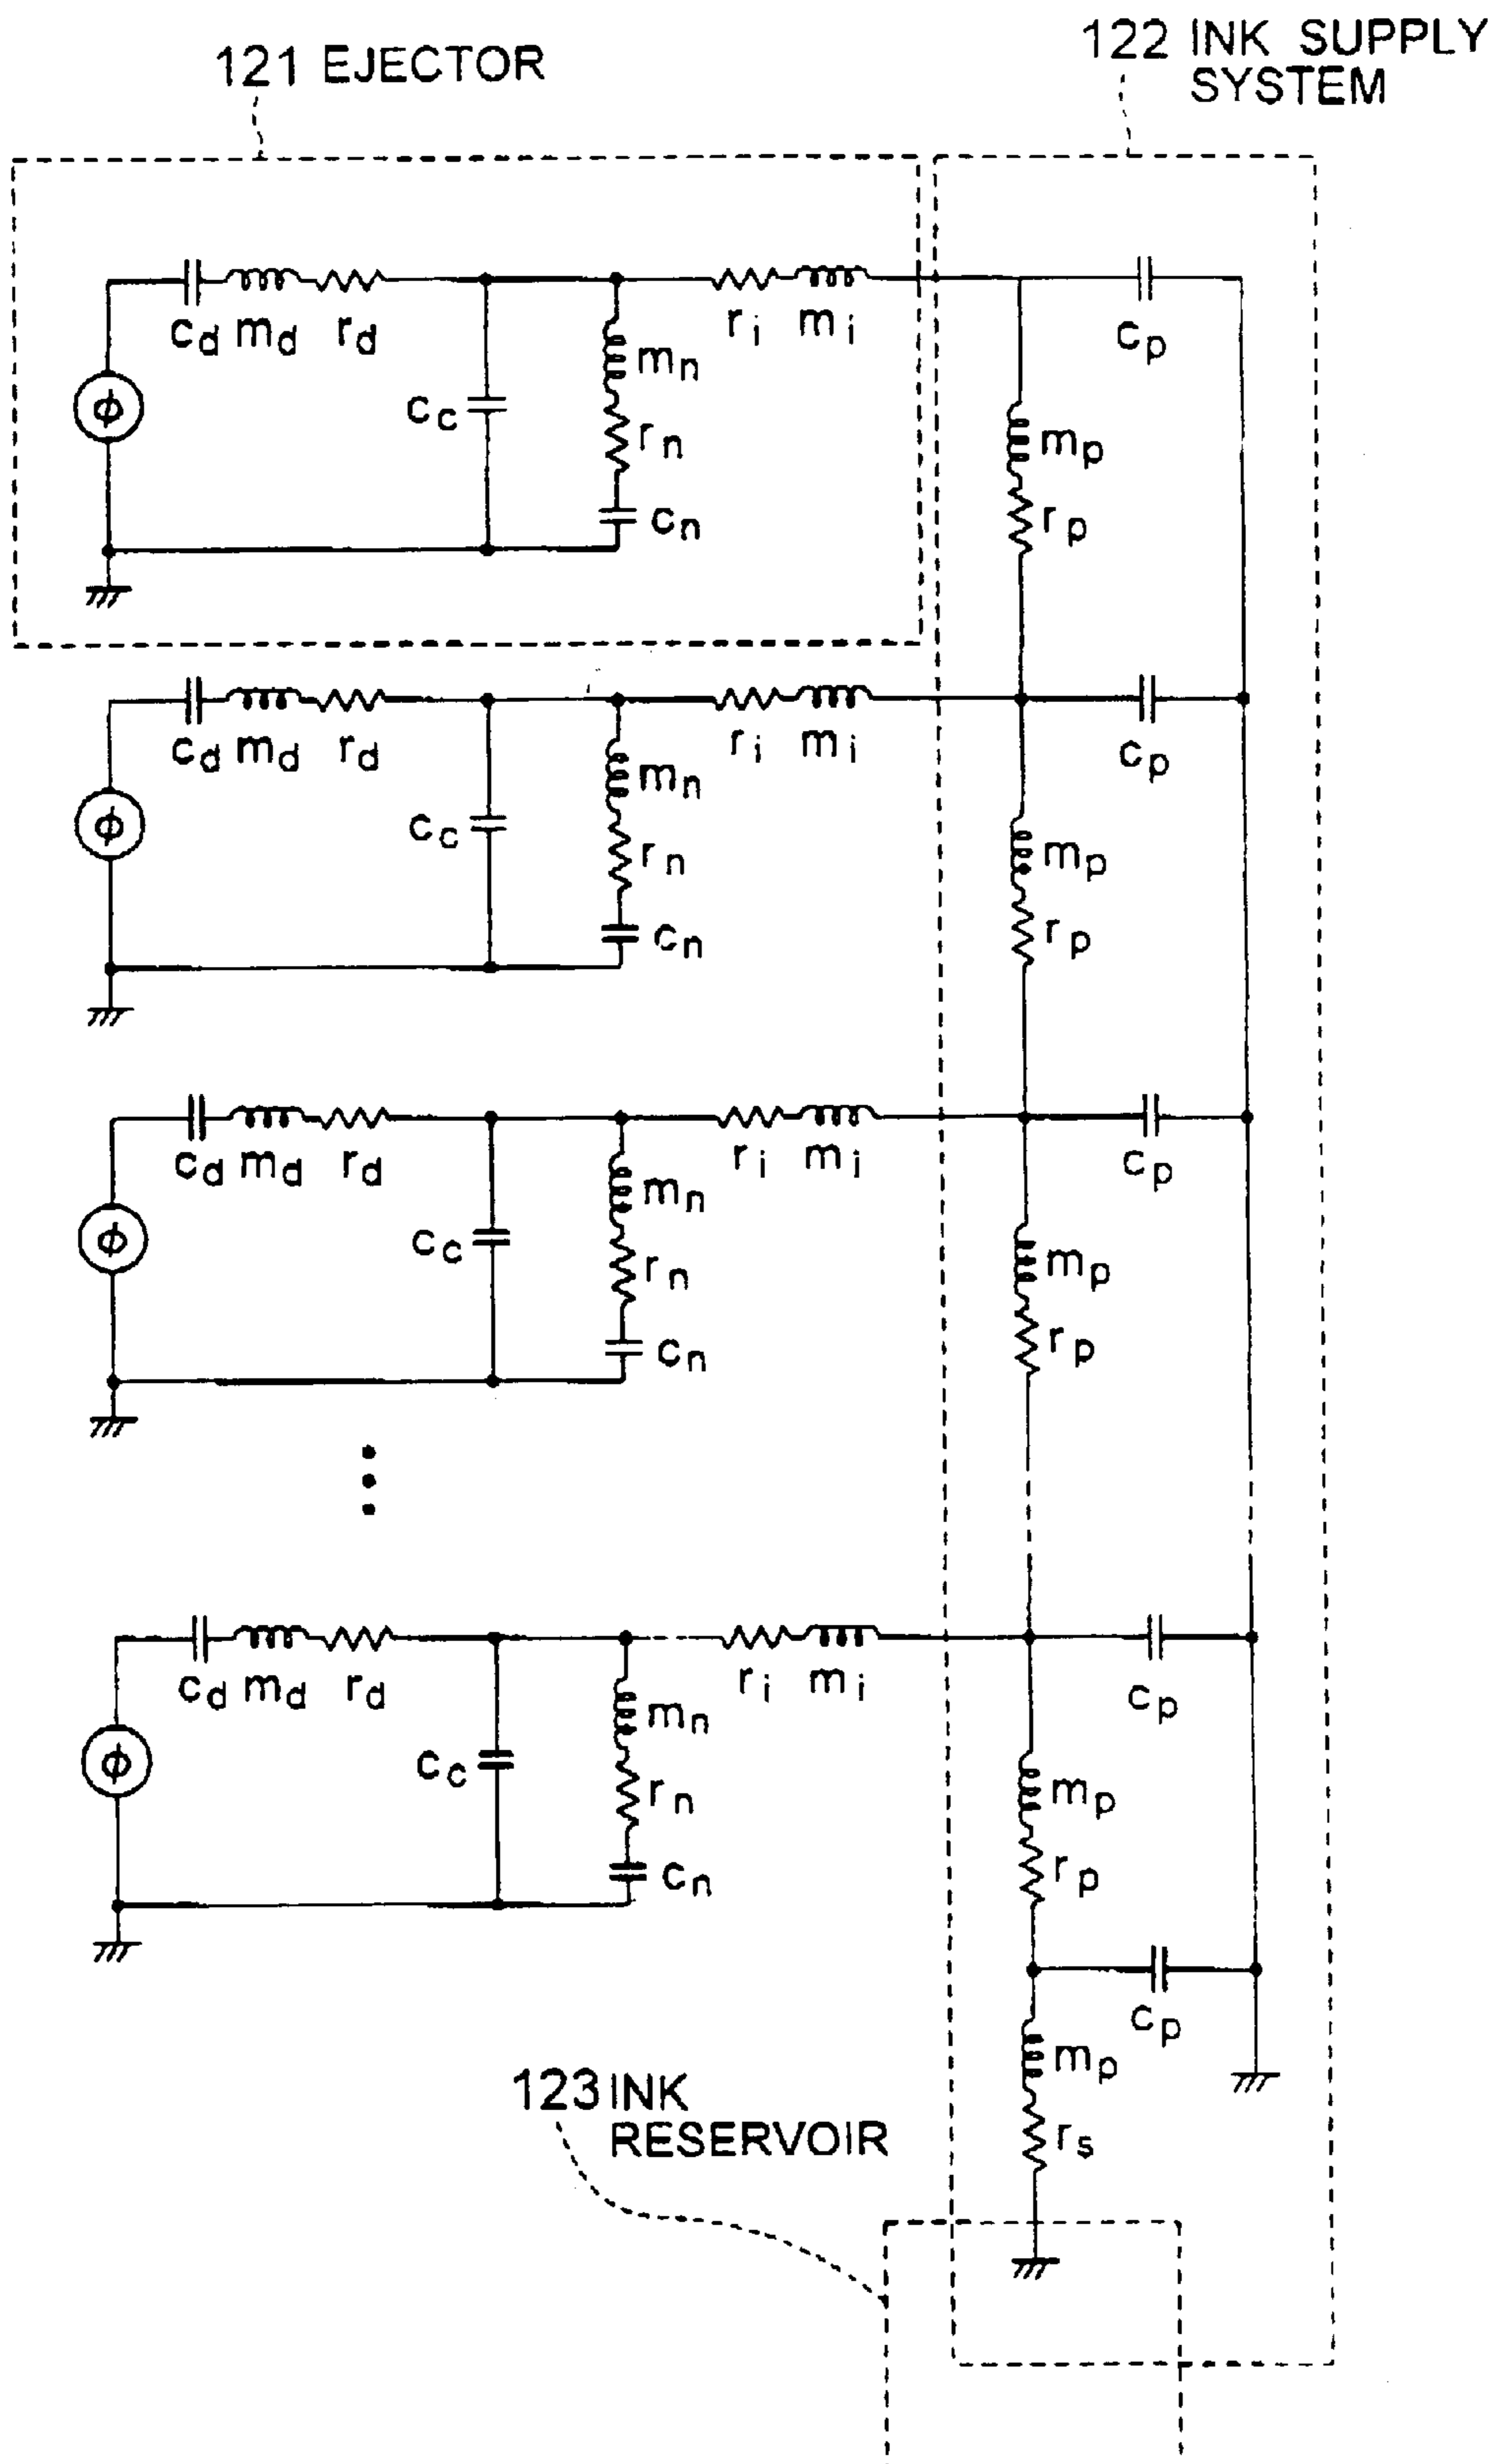 121 EJECTOR
122 INK SUPPLY
SYSTEM
cd md rd
ri mi
cp
mn
cc
rn
cn
mp
rp
ϕ
cd md rd
ri mi
cp
mn
cc
rn
cn
mp
rp
ϕ
cd md rd
ri mi
cp
mn
cc
rn
cn
mp
rp
ϕ
cd md rd
ri mi
cp
mn
cc
rn
cn
mp
rp
ϕ
cp
mp
rs
123 INK
RESERVOIR